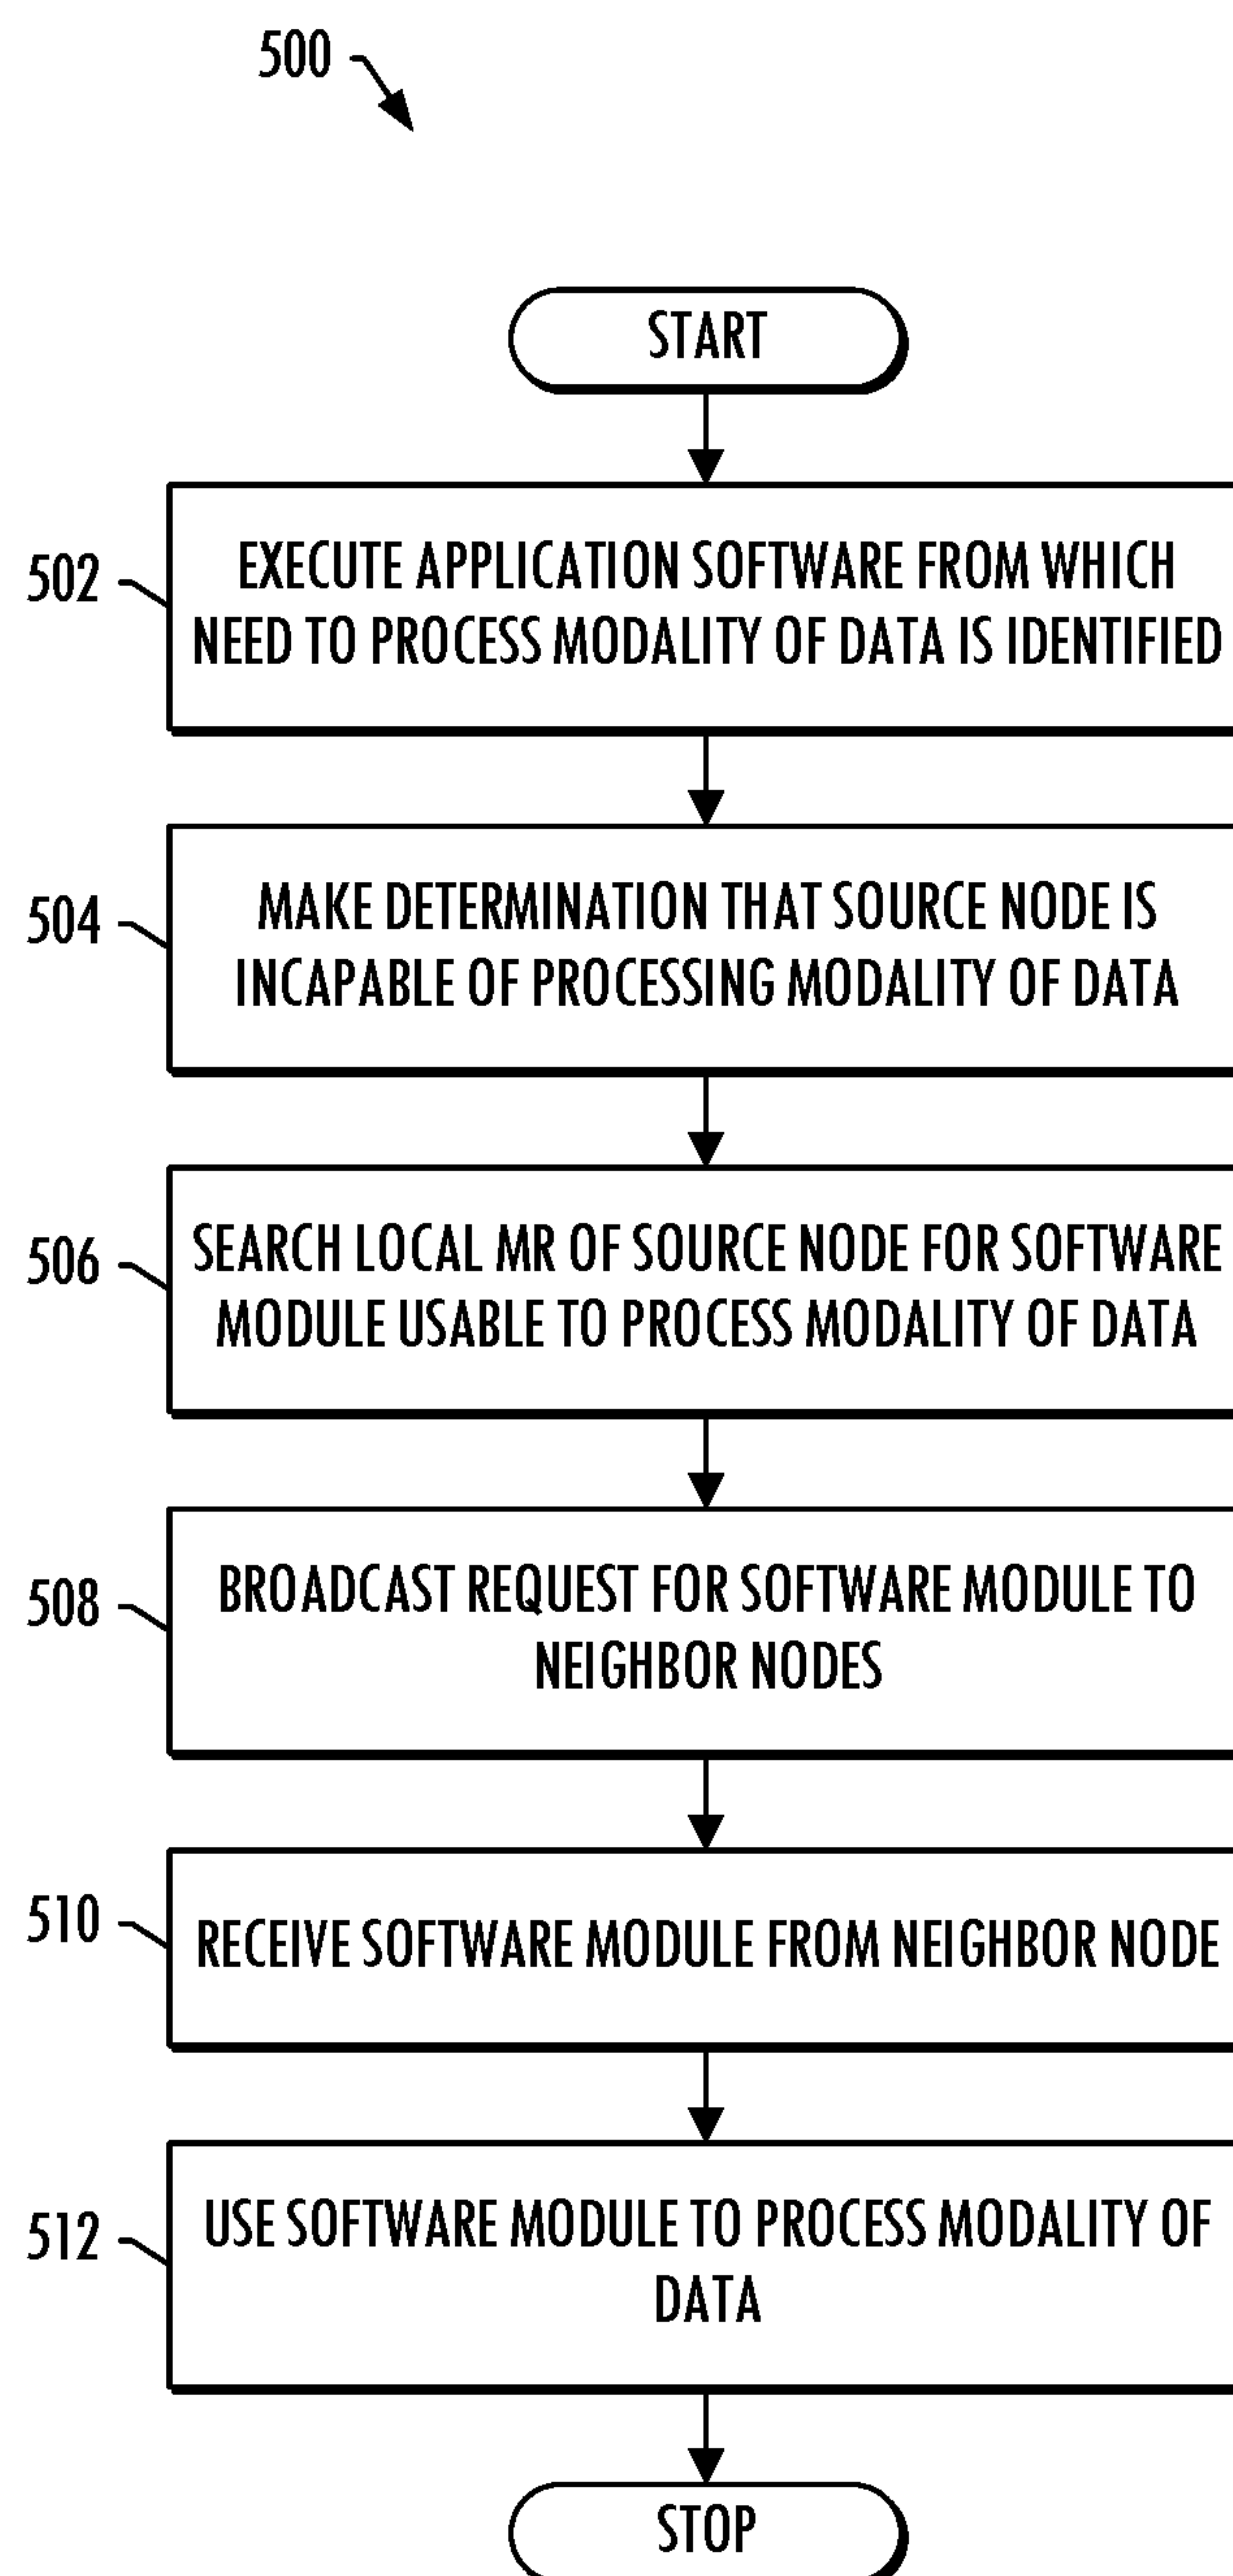 500
START
502
EXECUTE APPLICATION SOFTWARE FROM WHICH
NEED TO PROCESS MODALITY OF DATA IS IDENTIFIED
504
MAKE DETERMINATION THAT SOURCE NODE IS
INCAPABLE OF PROCESSING MODALITY OF DATA
506
SEARCH LOCAL MR OF SOURCE NODE FOR SOFTWARE
MODULE USABLE TO PROCESS MODALITY OF DATA
508
BROADCAST REQUEST FOR SOFTWARE MODULE TO
NEIGHBOR NODES
510
RECEIVE SOFTWARE MODULE FROM NEIGHBOR NODE
512
USE SOFTWARE MODULE TO PROCESS MODALITY OF
DATA
STOP